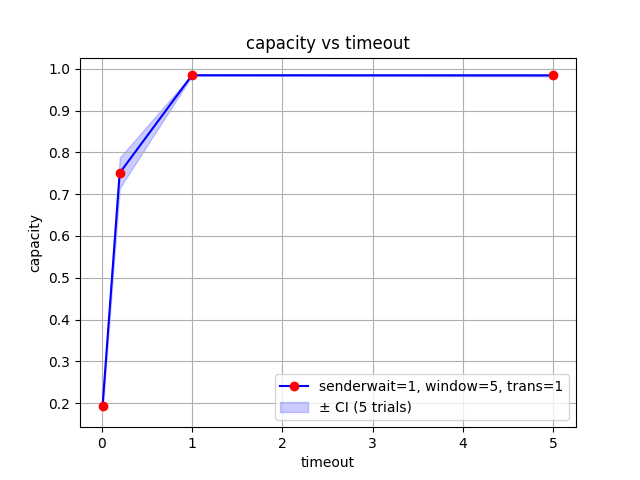 capacity vs timeout
1.0
0.9
0.8
0.7
0.6
0.5
0.4
0.3
0.2
capacity
senderwait=1, window=5, trans=1
± CI (5 trials)
0 1 2 3 4 5
timeout